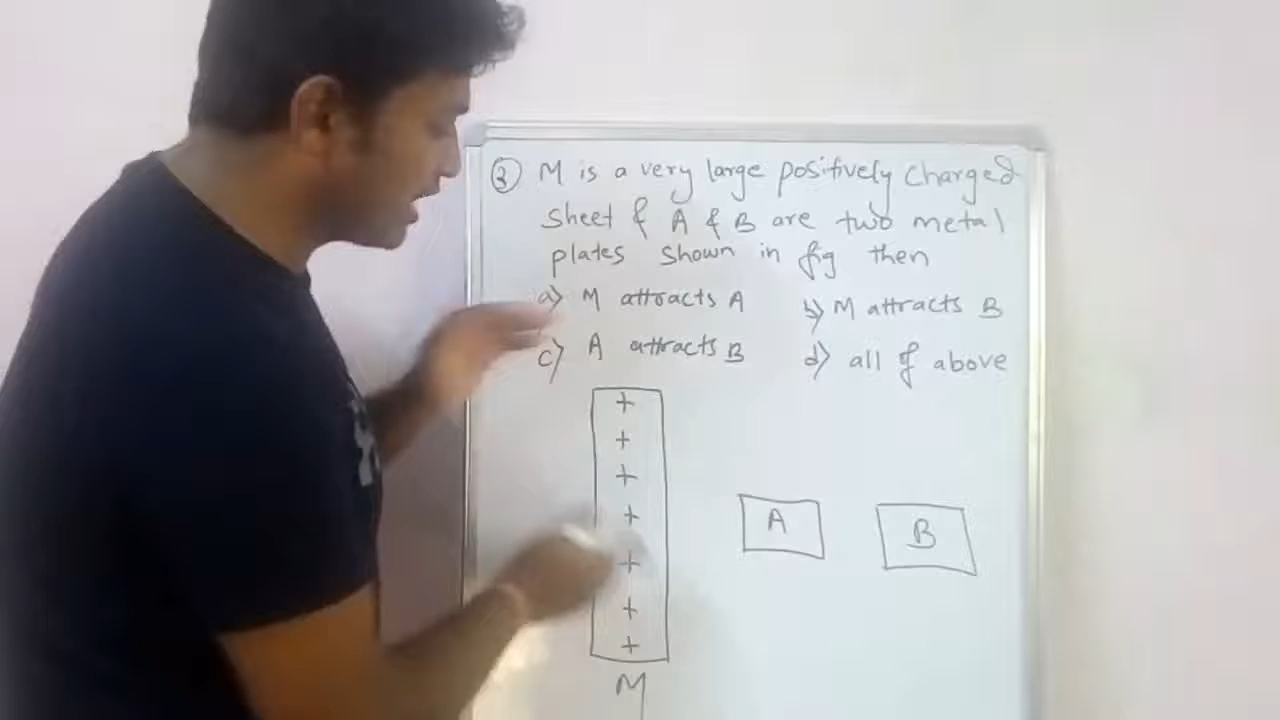 ③ M is a very large positively charged
sheet & A & B are two metal
plates shown in fig then
a) M attracts A b) M attracts B
c) A attracts B d) all of above
+
+
+
+
+
+
+
A
B
M